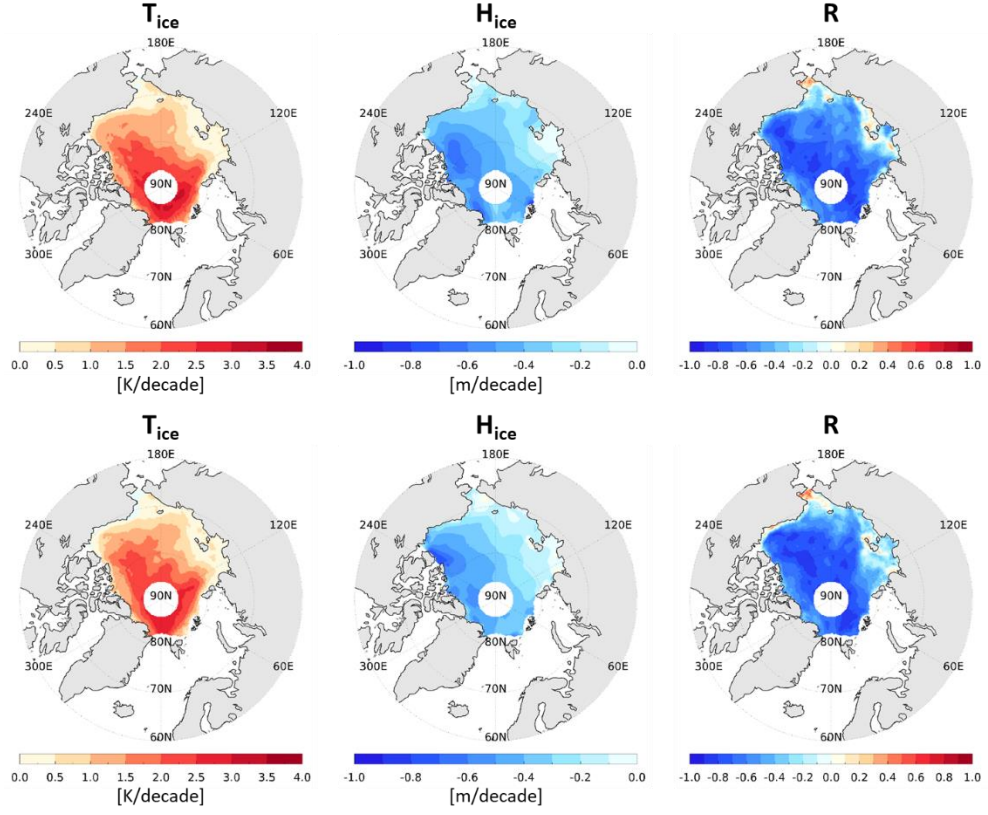 T_ice H_ice R
180E 180E 180E
240E 120E 240E 120E 240E 120E
90N 90N 90N
80N 80N 80N
300E 60E 300E 60E 300E 60E
70N 70N 70N
60N 60N 60N
0.0 0.5 1.0 1.5 2.0 2.5 3.0 3.5 4.0 -1.0 -0.8 -0.6 -0.4 -0.2 0.0 -1.0 -0.8 -0.6 -0.4 -0.2 0.0 0.2 0.4 0.6 0.8 1.0
[K/decade] [m/decade]
T_ice H_ice R
180E 180E 180E
240E 120E 240E 120E 240E 120E
90N 90N 90N
80N 80N 80N
300E 60E 300E 60E 300E 60E
70N 70N 70N
60N 60N 60N
0.0 0.5 1.0 1.5 2.0 2.5 3.0 3.5 4.0 -1.0 -0.8 -0.6 -0.4 -0.2 0.0 -1.0 -0.8 -0.6 -0.4 -0.2 0.0 0.2 0.4 0.6 0.8 1.0
[K/decade] [m/decade]